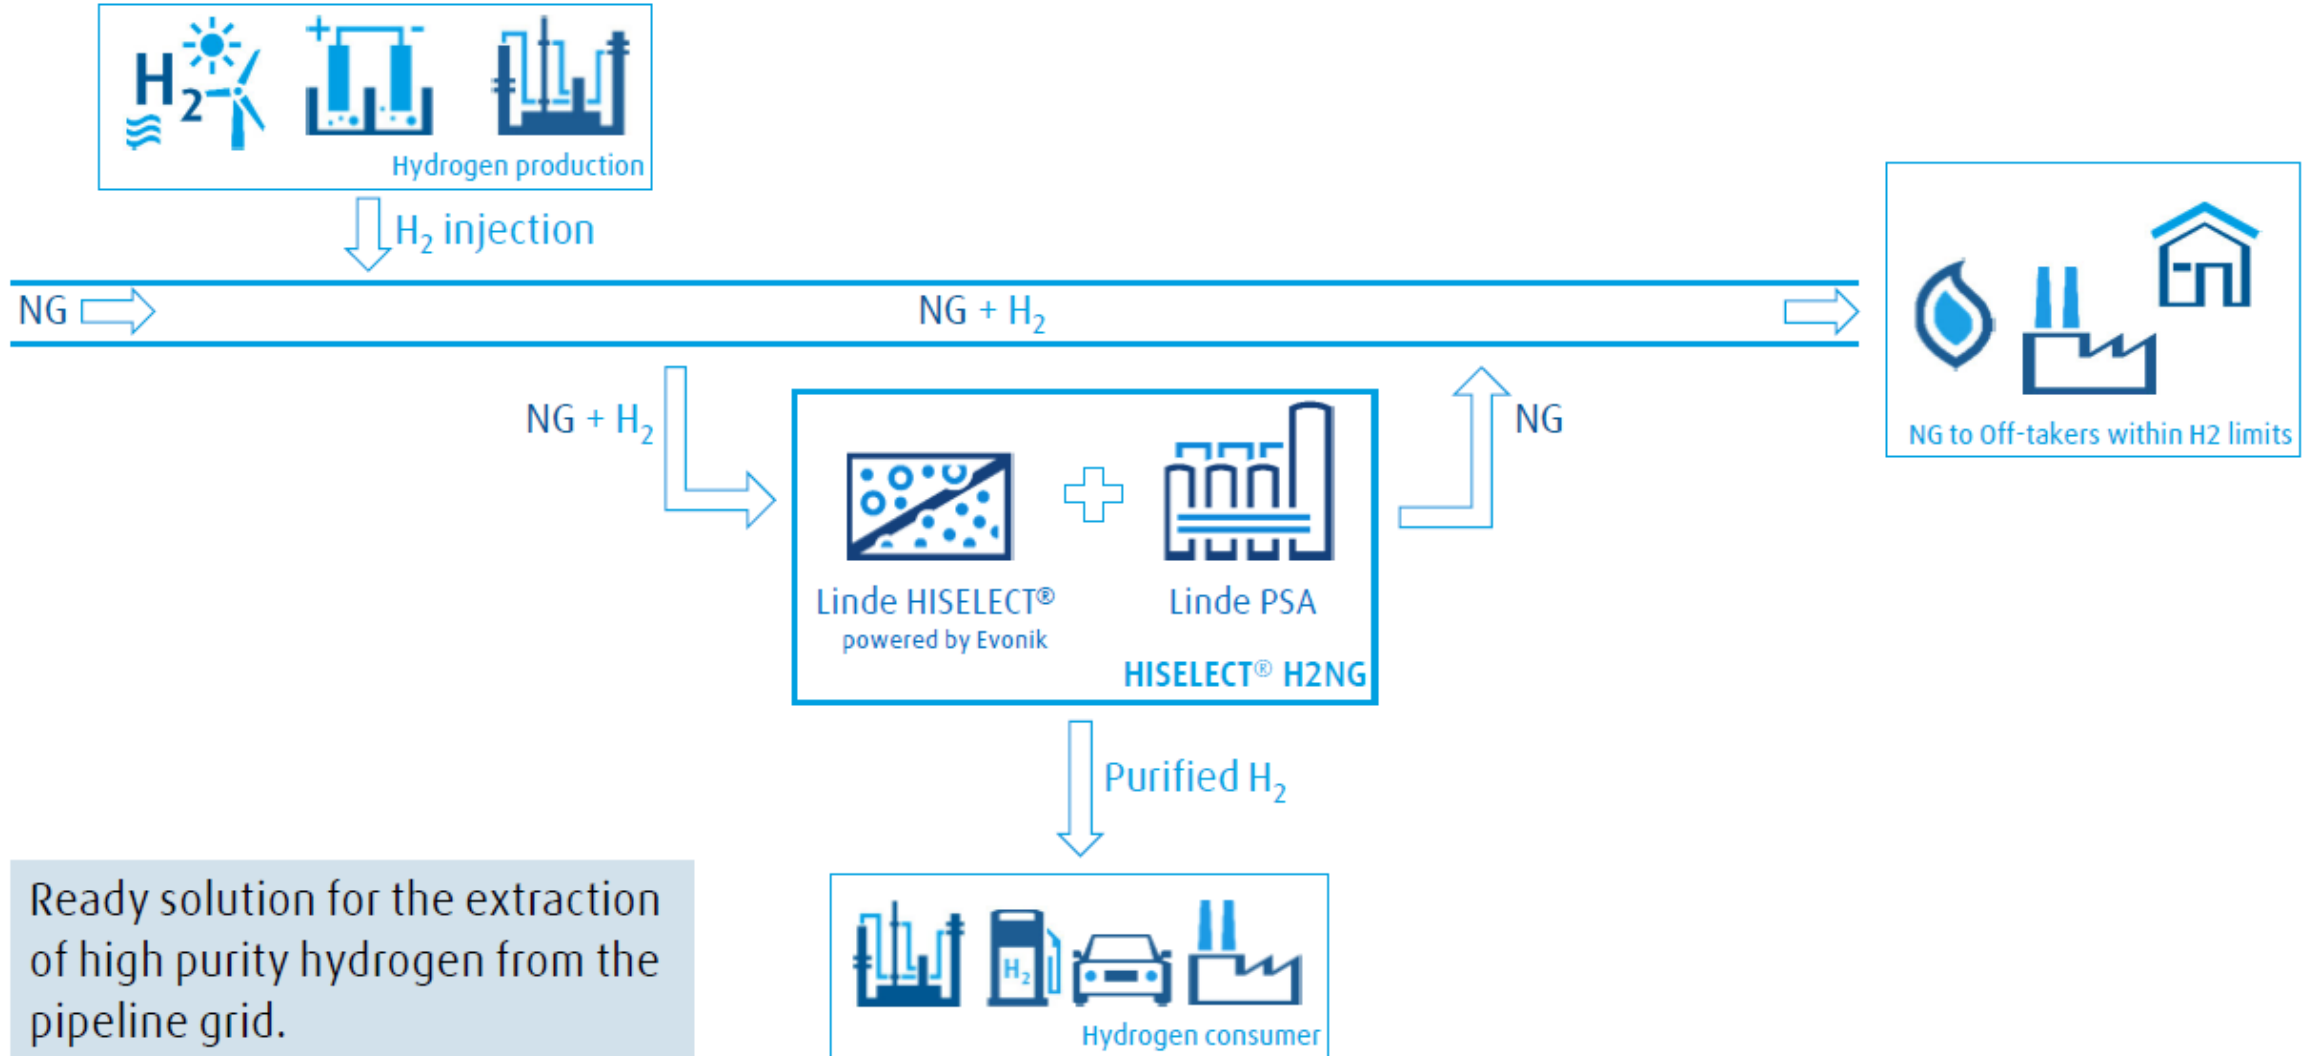 H2
+ -
Hydrogen production
H2 injection
NG
NG + H2
NG + H2
NG
NG to Off-takers within H2 limits
Linde HISELECT®
powered by Evonik
Linde PSA
HISELECT® H2NG
Purified H2
H2
Hydrogen consumer
Ready solution for the extraction
of high purity hydrogen from the
pipeline grid.